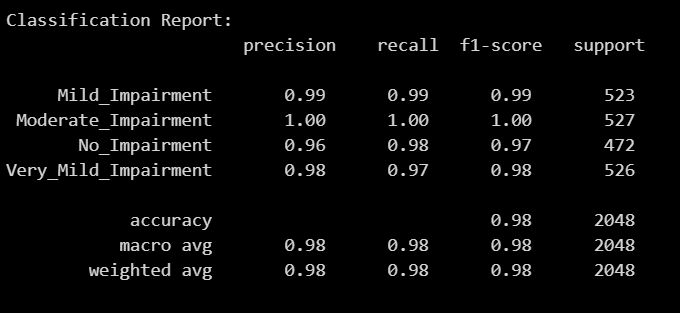 Classification Report:
precision recall f1-score support
Mild_Impairment 0.99 0.99 0.99 523
Moderate_Impairment 1.00 1.00 1.00 527
No_Impairment 0.96 0.98 0.97 472
Very_Mild_Impairment 0.98 0.97 0.98 526
accuracy 0.98 2048
macro avg 0.98 0.98 0.98 2048
weighted avg 0.98 0.98 0.98 2048